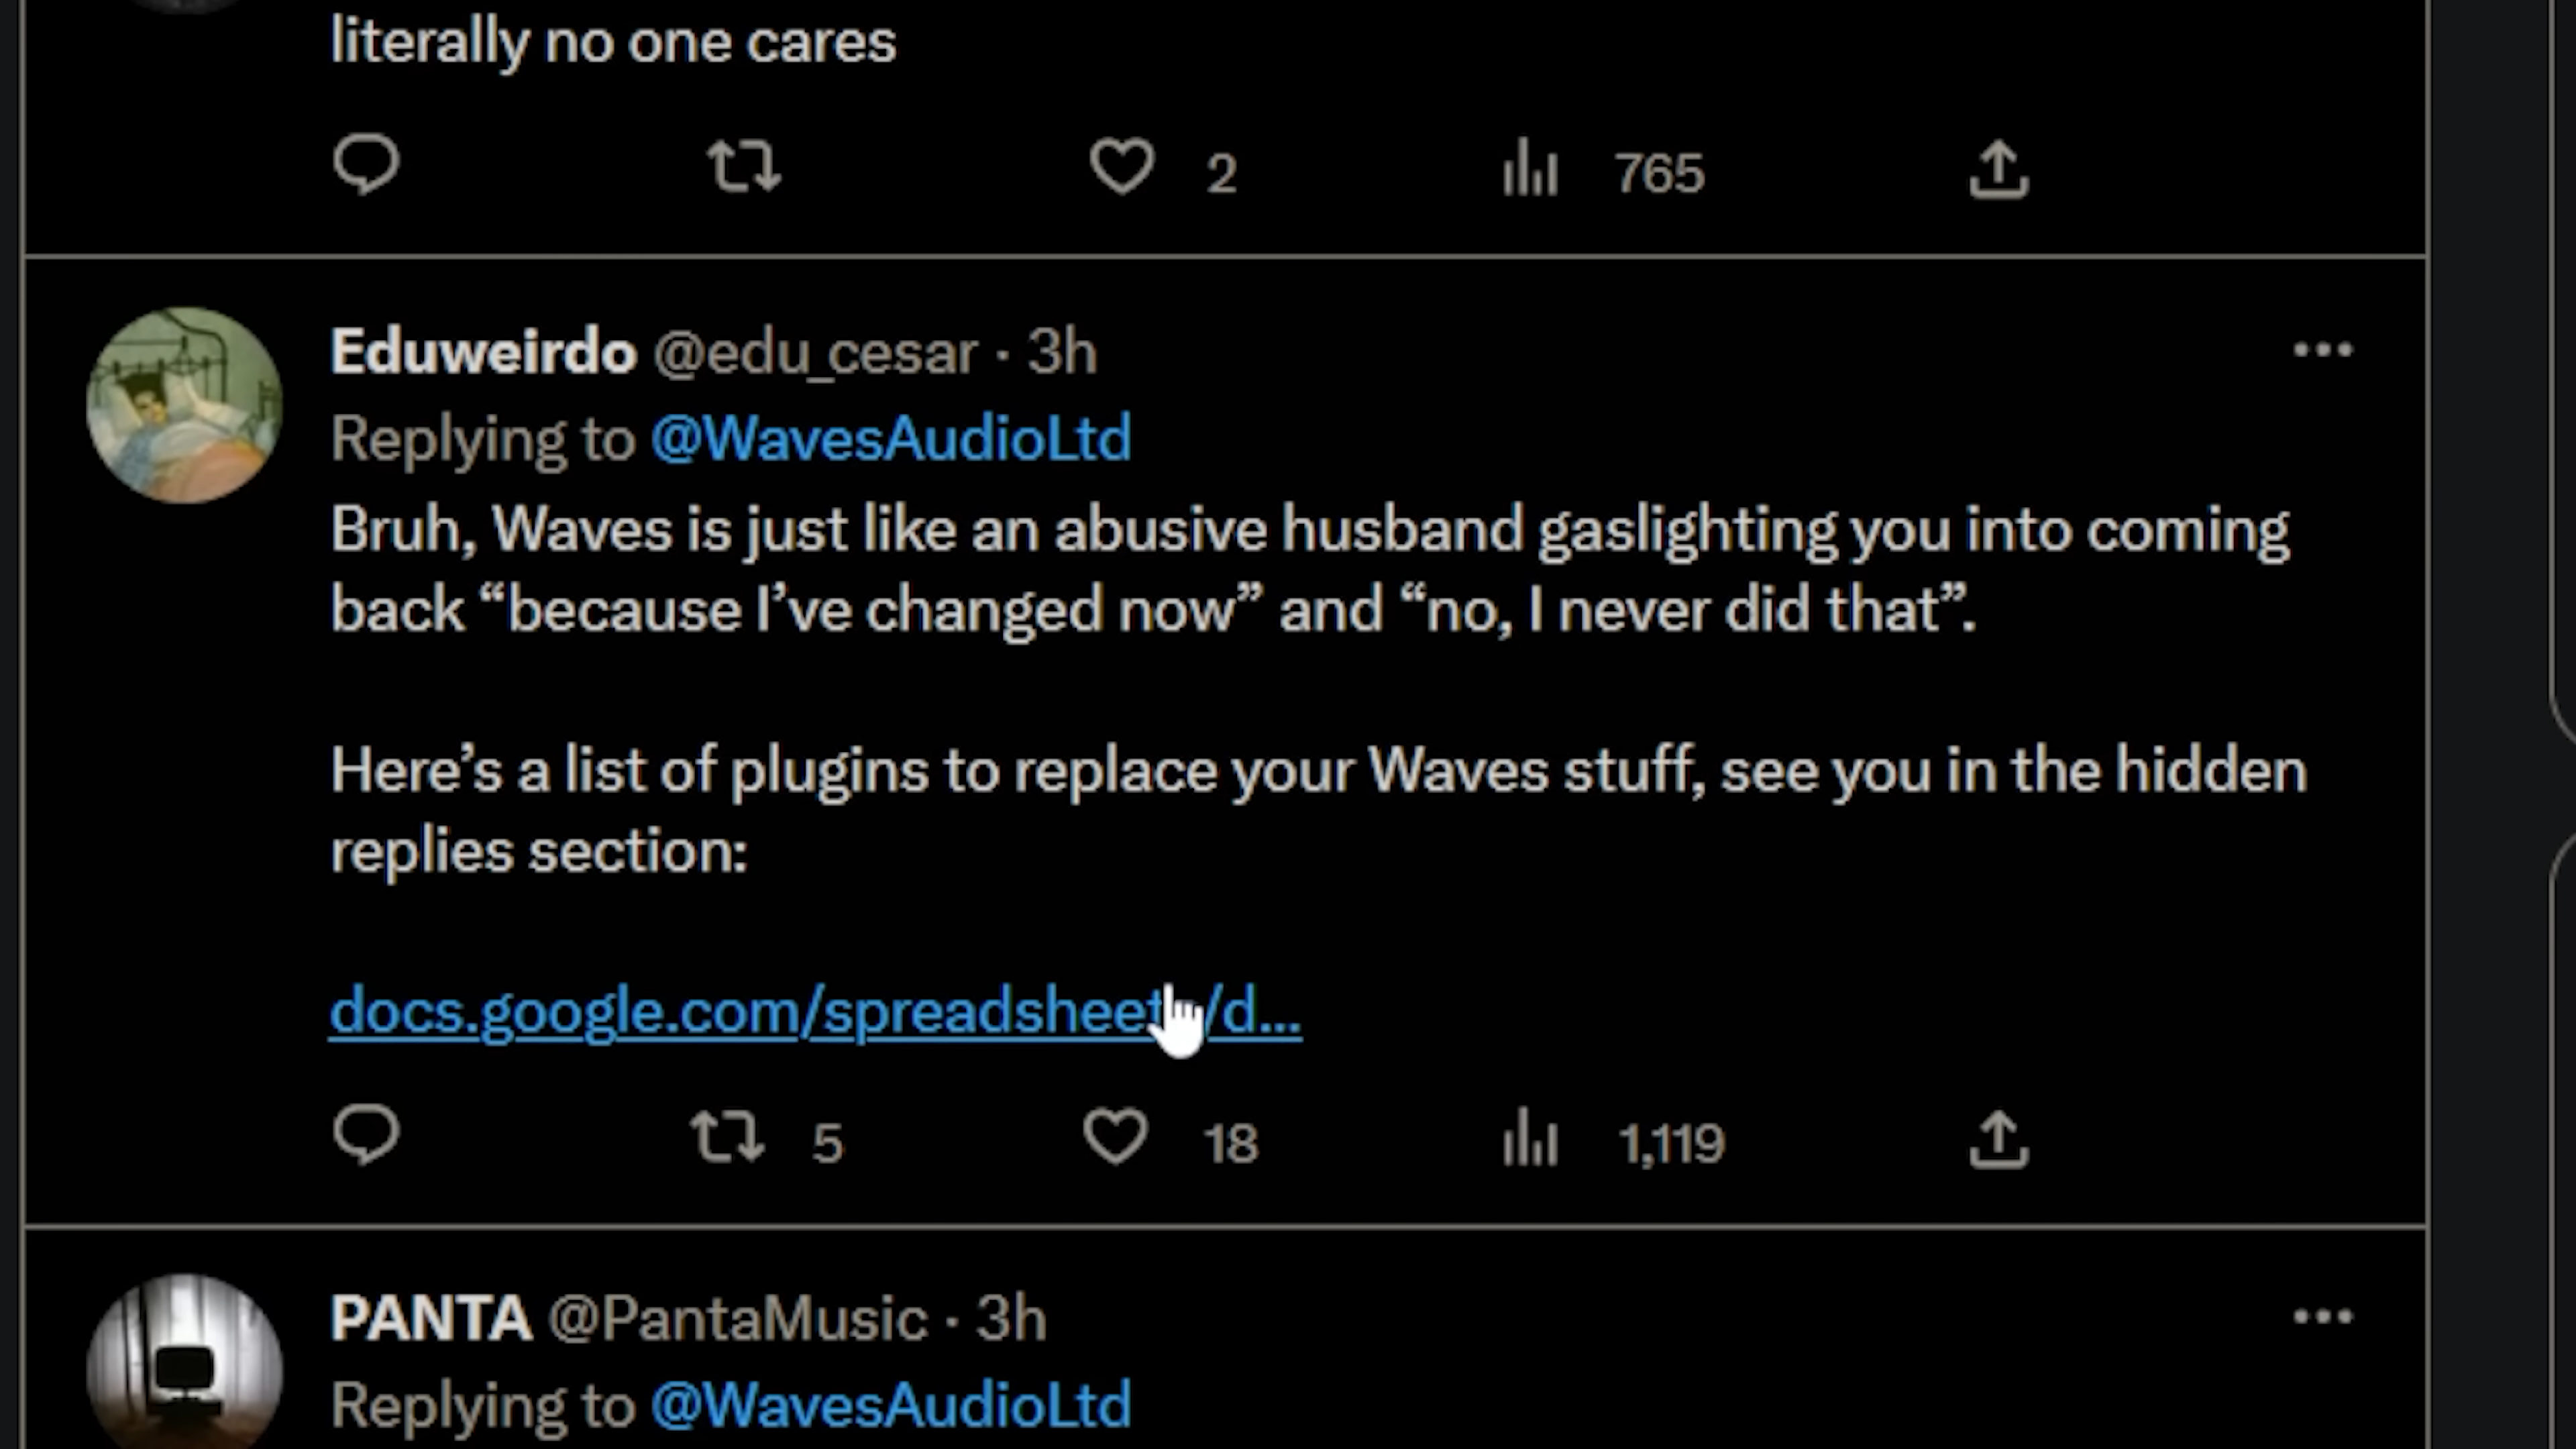 literally no one cares
2
765
Eduweirdo @edu_cesar · 3h
Replying to @WavesAudioLtd
Bruh, Waves is just like an abusive husband gaslighting you into coming
back “because I’ve changed now” and “no, I never did that”.
Here’s a list of plugins to replace your Waves stuff, see you in the hidden
replies section:
docs.google.com/spreadsheet /d...
5
18
1,119
PANTA @PantaMusic · 3h
Replying to @WavesAudioLtd